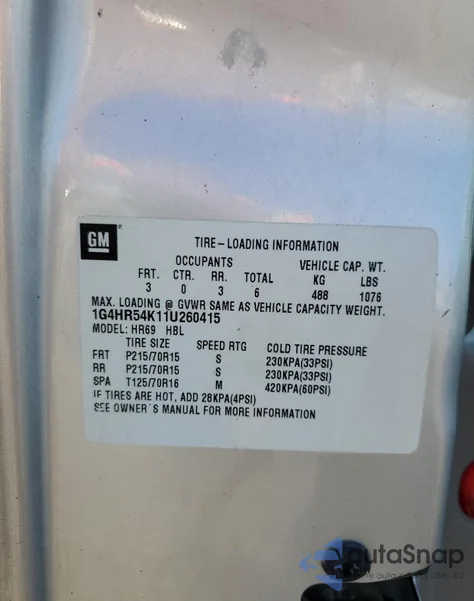 GM
TIRE-LOADING INFORMATION
OCCUPANTS VEHICLE CAP. WT.
FRT. CTR. RR. TOTAL KG LBS
3 0 3 6 488 1076
MAX. LOADING @ GVWR SAME AS VEHICLE CAPACITY WEIGHT.
1G4HR54K11U260415
MODEL: HR69 HBL
TIRE SIZE SPEED RTG COLD TIRE PRESSURE
FRT P215/70R15 S 230KPA(33PSI)
RR P215/70R15 S 230KPA(33PSI)
SPA T125/70R16 M 420KPA(60PSI)
IF TIRES ARE HOT, ADD 28KPA(4PSI)
SEE OWNER'S MANUAL FOR MORE INFORMATION
autaSnap